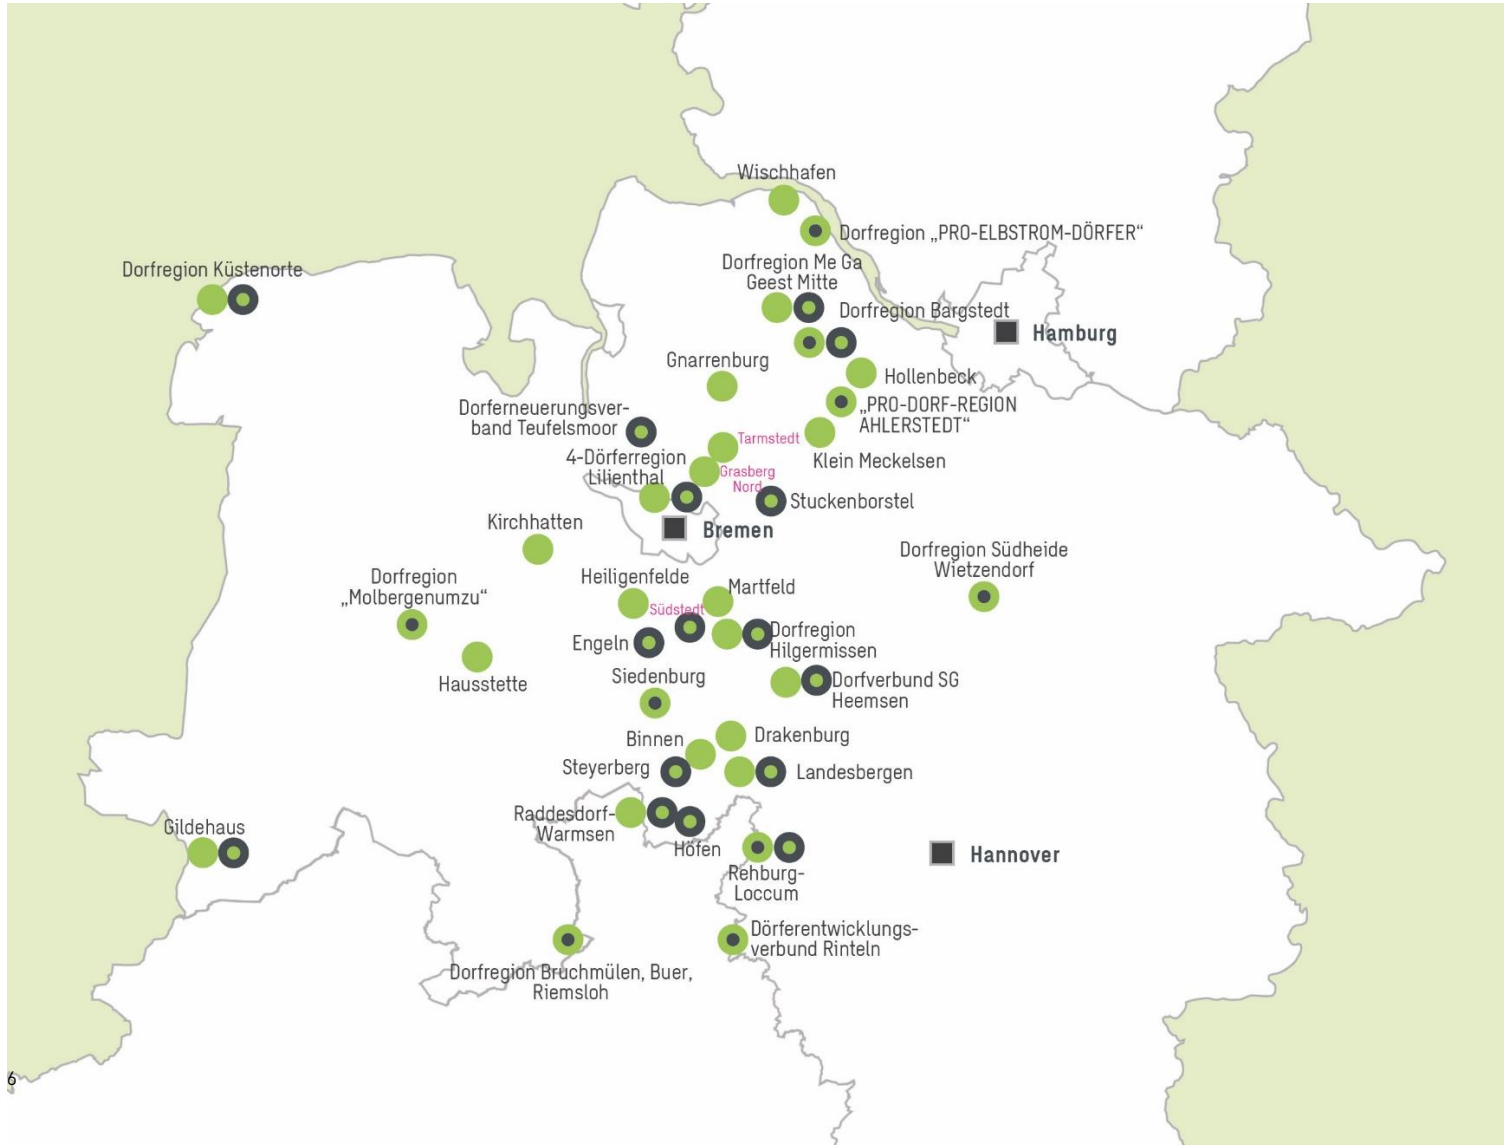 Wischhafen
Dorfregion „PRO-ELBSTROM-DÖRFER“
Dorfregion Küstenorte
Dorfregion Me Ga
Geest Mitte
Dorfregion Bargstedt
Hamburg
Gnarrenburg
Hollenbeck
„PRO-DORF-REGION
AHLERSTEDT“
Dorferneuerungsver-
band Teufelsmoor
Tarmstedt
Klein Meckelsen
4-Dörferregion
Lilienthal
Grasberg
Nord
Stuckenborstel
Kirchhatten
Bremen
Dorfregion Südheide
Wietzendorf
Dorfregion
„Molbergenumzu“
Heiligenfelde
Martfeld
Südstedt
Engeln
Dorfregion
Hilgermissen
Hausstette
Siedenburg
Dorfverbund SG
Heemsen
Binnen
Drakenburg
Steyerberg
Landesbergen
Raddesdorf-
Warmsen
Höfen
Gildehaus
Hannover
Rehburg-
Loccum
Dörferentwicklungs-
verbund Rinteln
Dorfregion Bruchmülen, Buer,
Riemsloh
6